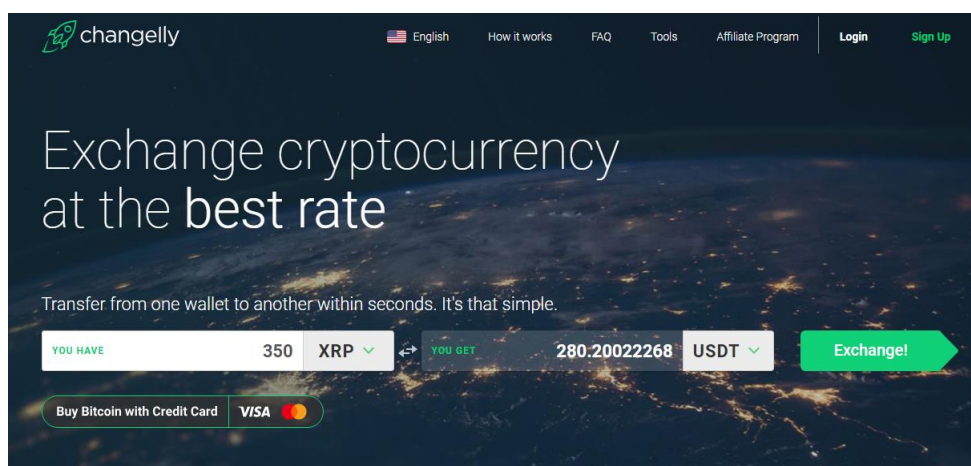 changelly
English
How it works
FAQ
Tools
Affiliate Program
Login
Sign Up
Exchange cryptocurrency
at the best rate
Transfer from one wallet to another within seconds. It's that simple.
YOU HAVE 350 XRP YOU GET 280.20022268 USDT Exchange!
Buy Bitcoin with Credit Card VISA